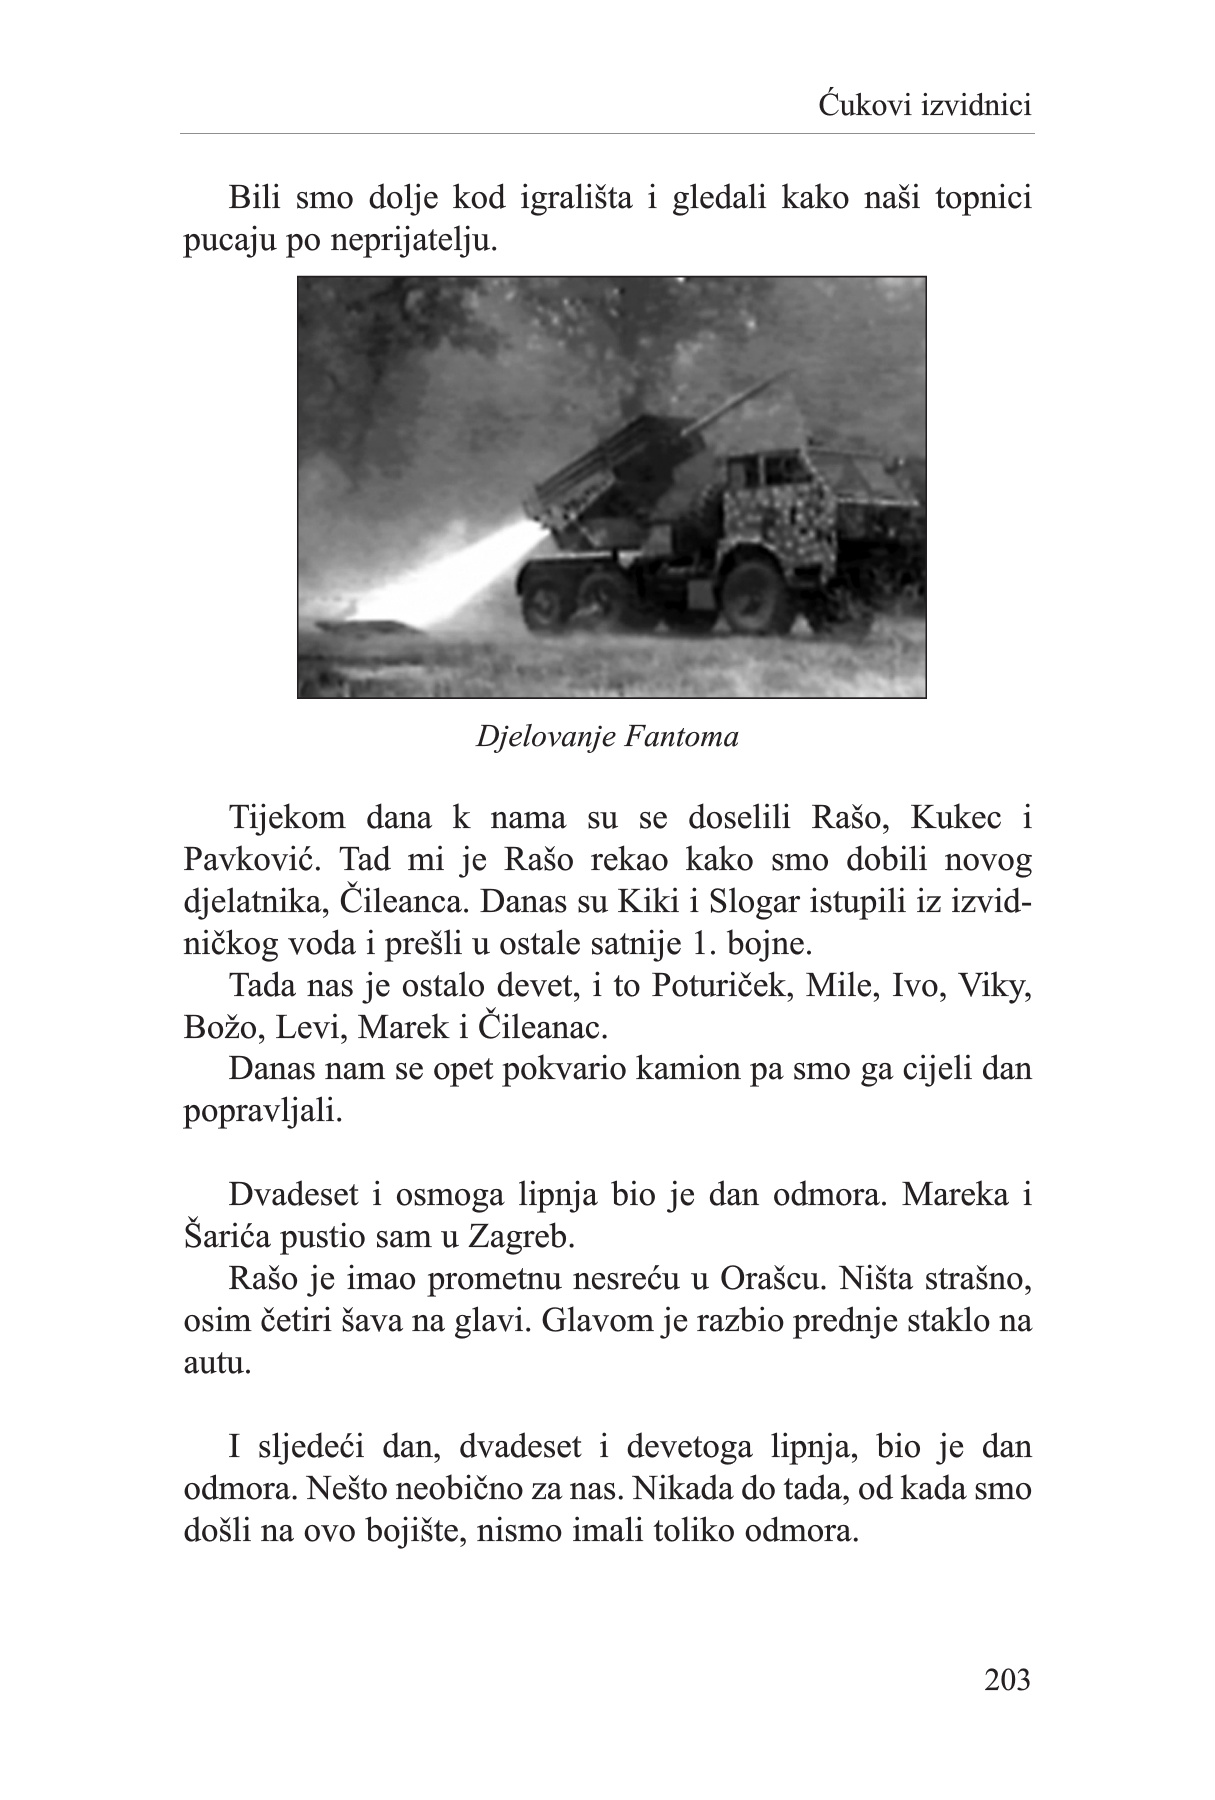 Ćukovi izvidnici
Bili smo dolje kod igrališta i gledali kako naši topnici
pucaju po neprijatelju.
Djelovanje Fantoma
Tijekom dana k nama su se doselili Rašo, Kukec i
Pavković. Tad mi je Rašo rekao kako smo dobili novog
djelatnika, Čileanca. Danas su Kiki i Slogar istupili iz izvid-
ničkog voda i prešli u ostale satnije 1. bojne.
Tada nas je ostalo devet, i to Poturiček, Mile, Ivo, Viky,
Božo, Levi, Marek i Čileanac.
Danas nam se opet pokvario kamion pa smo ga cijeli dan
popravljali.
Dvadeset i osmoga lipnja bio je dan odmora. Mareka i
Šarića pustio sam u Zagreb.
Rašo je imao prometnu nesreću u Orašcu. Ništa strašno,
osim četiri šava na glavi. Glavom je razbio prednje staklo na
autu.
I sljedeći dan, dvadeset i devetoga lipnja, bio je dan
odmora. Nešto neobično za nas. Nikada do tada, od kada smo
došli na ovo bojište, nismo imali toliko odmora.
203